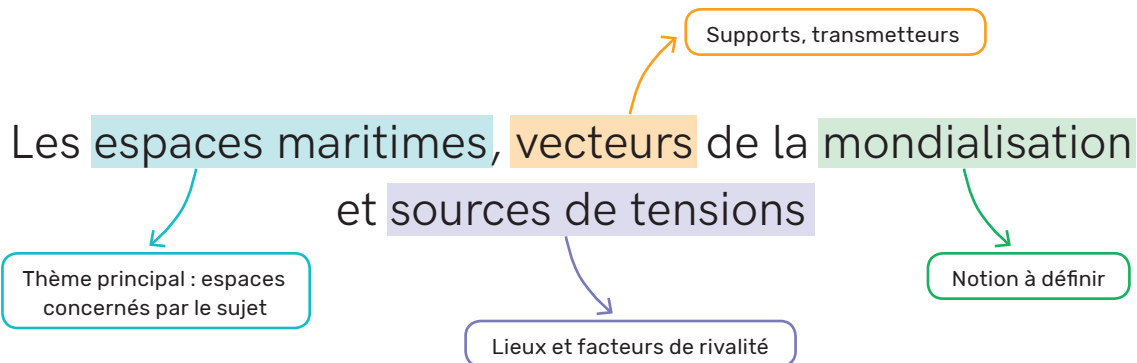 Supports, transmetteurs
Les espaces maritimes, vecteurs de la mondialisation
et sources de tensions
Thème principal : espaces
concernés par le sujet
Notion à définir
Lieux et facteurs de rivalité